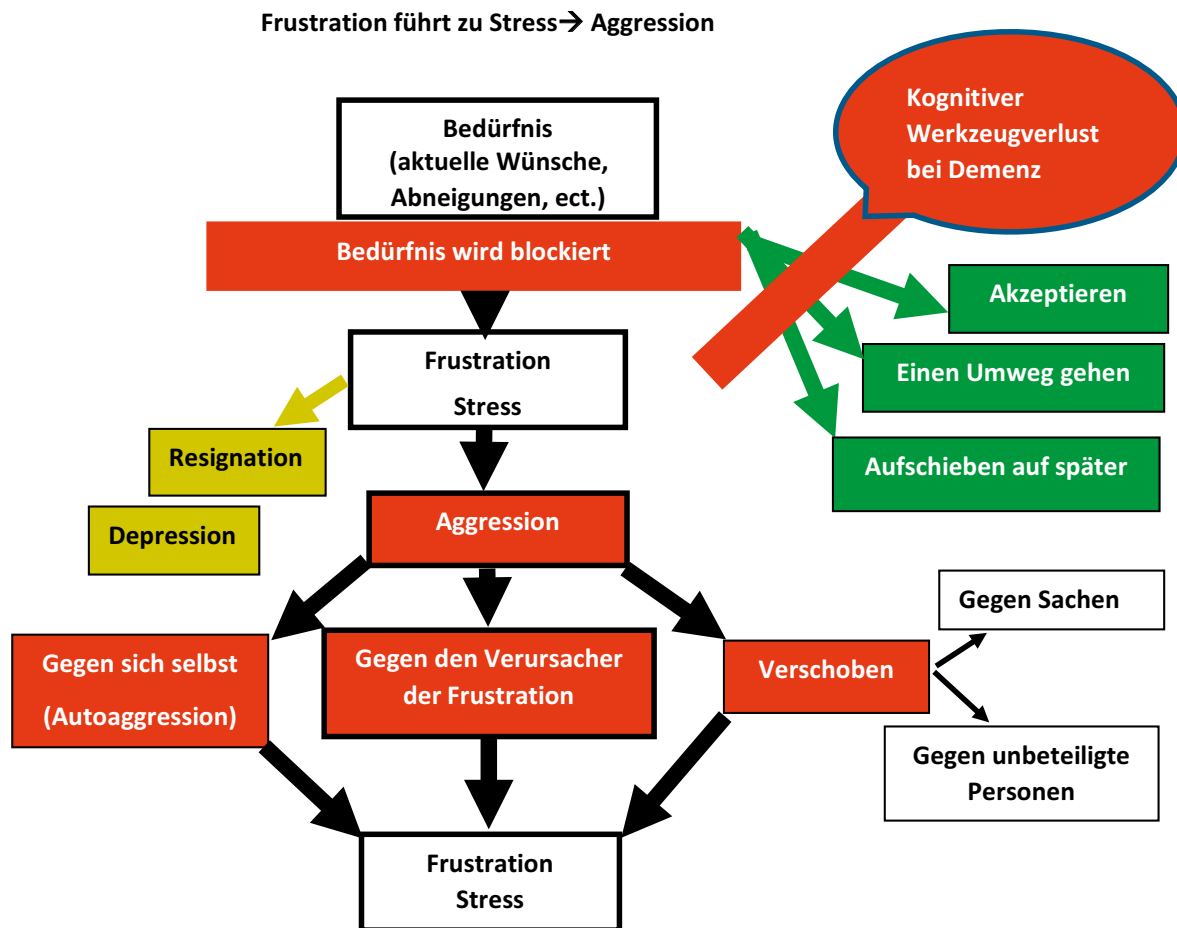 Frustration führt zu Stress→ Aggression
Kognitiver
Werkzeugverlust
bei Demenz
Bedürfnis
(aktuelle Wünsche,
Abneigungen, ect.)
Bedürfnis wird blockiert
Akzeptieren
Einen Umweg gehen
Aufschieben auf später
Frustration
Stress
Resignation
Depression
Aggression
Gegen sich selbst
(Autoaggression)
Gegen den Verursacher
der Frustration
Verschoben
Gegen Sachen
Gegen unbeteiligte
Personen
Frustration
Stress